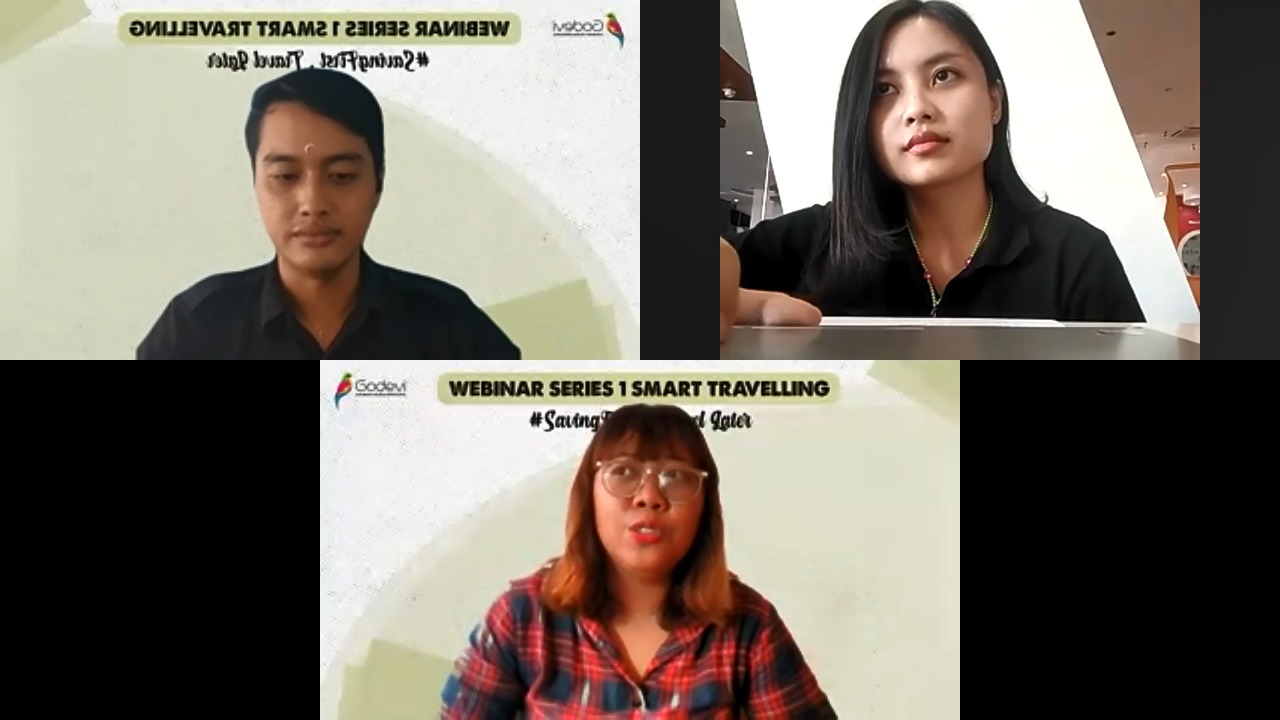 WEBINAR SERIES 1 SMART TRAVELLING
Godevi
#SavingFirst, Travel Later
Godevi
WEBINAR SERIES 1 SMART TRAVELLING
#Saving Later